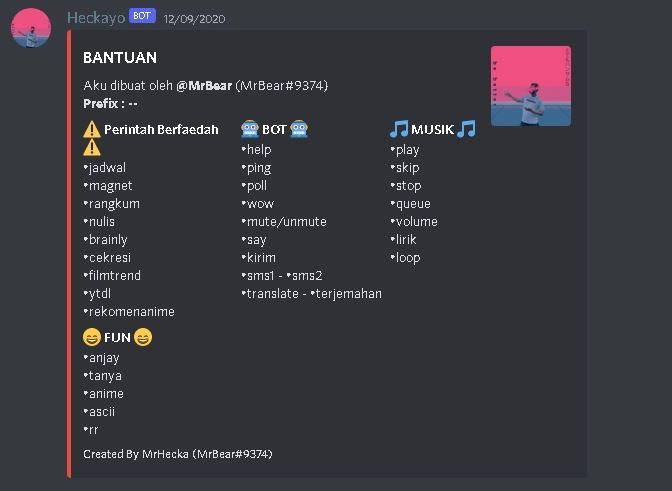 Heckayo BOT 12/09/2020
BANTUAN
Aku dibuat oleh @MrBear (MrBear#9374)
Prefix : --
⚠️ Perintah Berfaedah ⚠️
•jadwal
•magnet
•rangkum
•nulis
•brainly
•cekresi
•filmtrend
•ytdl
•rekomenanime
🤖 BOT 🤖
•help
•ping
•poll
•wow
•mute/unmute
•say
•kirim
•sms1 - •sms2
•translate - •terjemahan
🎵 MUSIK 🎵
•play
•skip
•stop
•queue
•volume
•lirik
•loop
😄 FUN 😄
•anjay
•tanya
•anime
•ascii
•rr
Created By MrHecka (MrBear#9374)